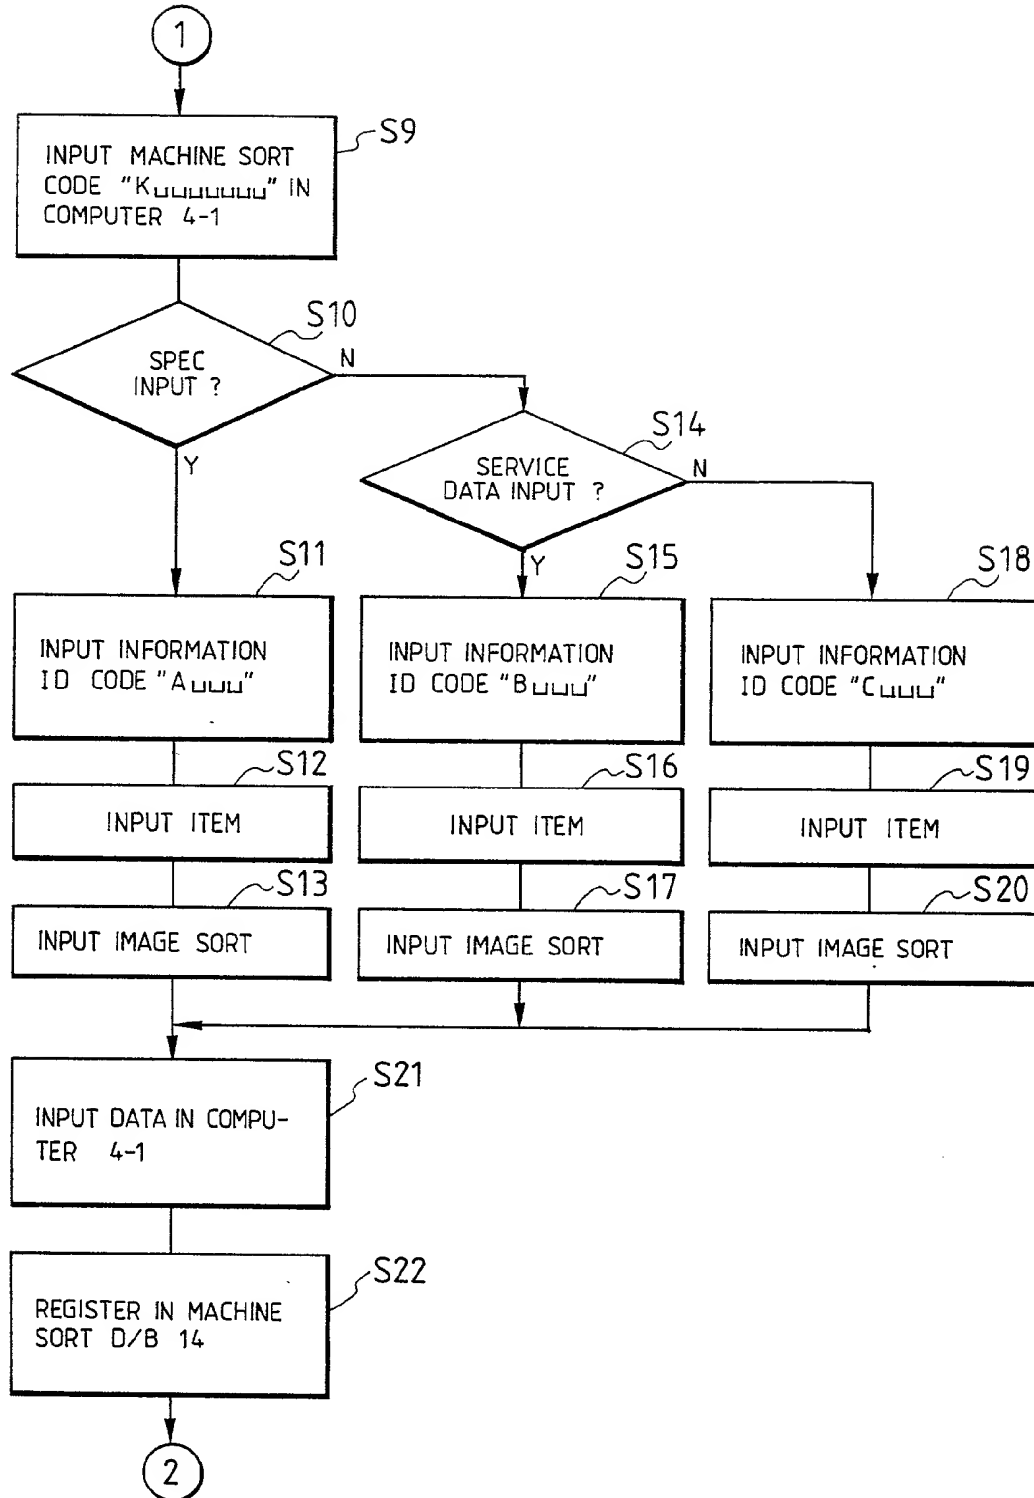 1
S9
INPUT MACHINE SORT
CODE "K␣␣␣␣␣␣␣" IN
COMPUTER 4-1
S10
SPEC
INPUT ?
N
Y
S14
SERVICE
DATA INPUT ?
N
Y
S11
INPUT INFORMATION
ID CODE "A␣␣␣"
S15
INPUT INFORMATION
ID CODE "B␣␣␣"
S18
INPUT INFORMATION
ID CODE "C␣␣␣"
S12
INPUT ITEM
S16
INPUT ITEM
S19
INPUT ITEM
S13
INPUT IMAGE SORT
S17
INPUT IMAGE SORT
S20
INPUT IMAGE SORT
S21
INPUT DATA IN COMPU-
TER 4-1
S22
REGISTER IN MACHINE
SORT D/B 14
2